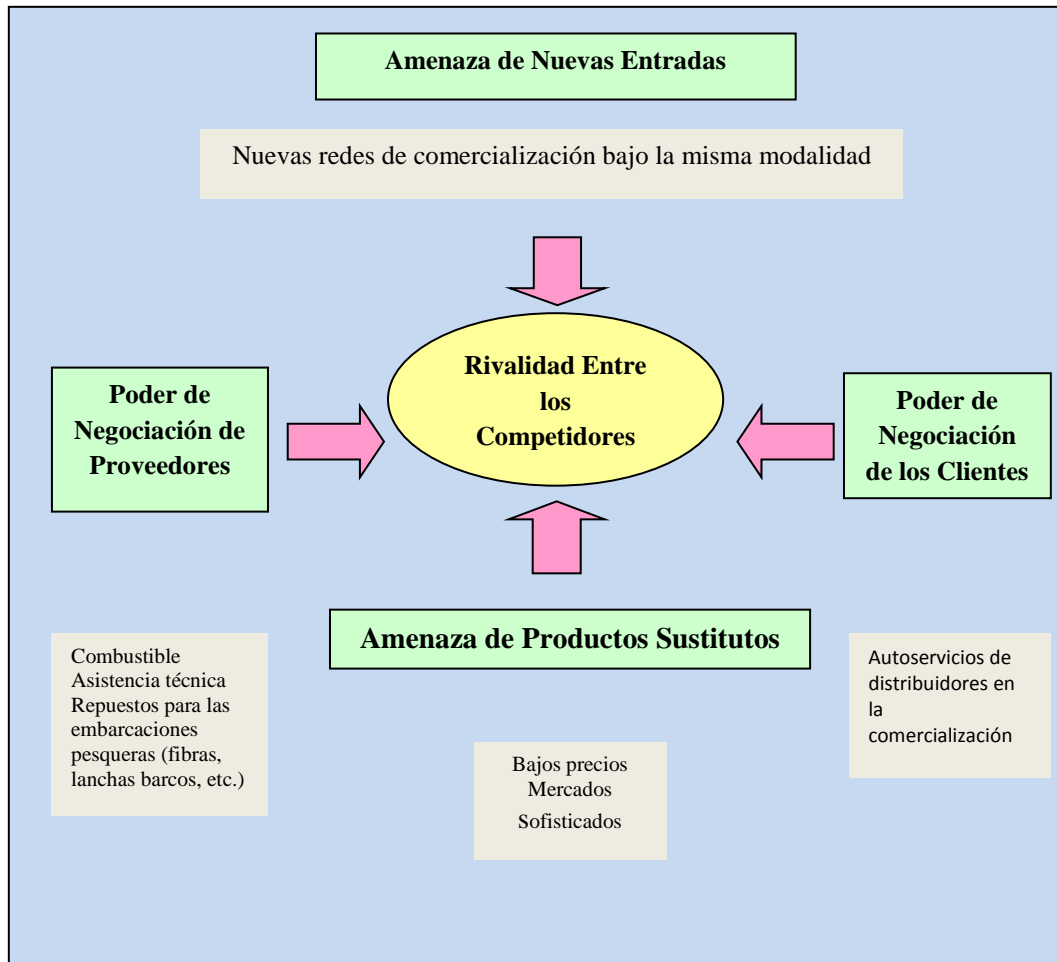 Amenaza de Nuevas Entradas
Nuevas redes de comercialización bajo la misma modalidad
Rivalidad Entre
los
Competidores
Poder de
Negociación de
Proveedores
Poder de
Negociación
de los Clientes
Amenaza de Productos Sustitutos
Combustible
Asistencia técnica
Repuestos para las
embarcaciones
pesqueras (fibras,
lanchas barcos, etc.)
Bajos precios
Mercados
Sofisticados
Autoservicios de
distribuidores en
la
comercialización